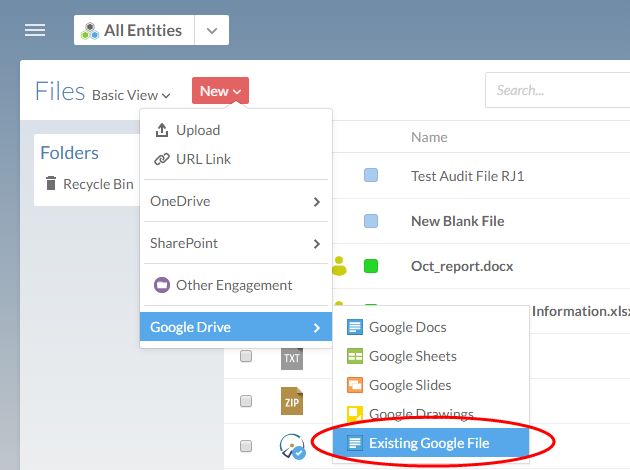 All Entities
Files Basic View New Search...
Folders
Recycle Bin
Upload
URL Link
OneDrive
SharePoint
Other Engagement
Google Drive
Name
Test Audit File RJ1
New Blank File
Oct_report.docx
Information.xlsx
Google Docs
Google Sheets
Google Slides
Google Drawings
Existing Google File
TXT
ZIP